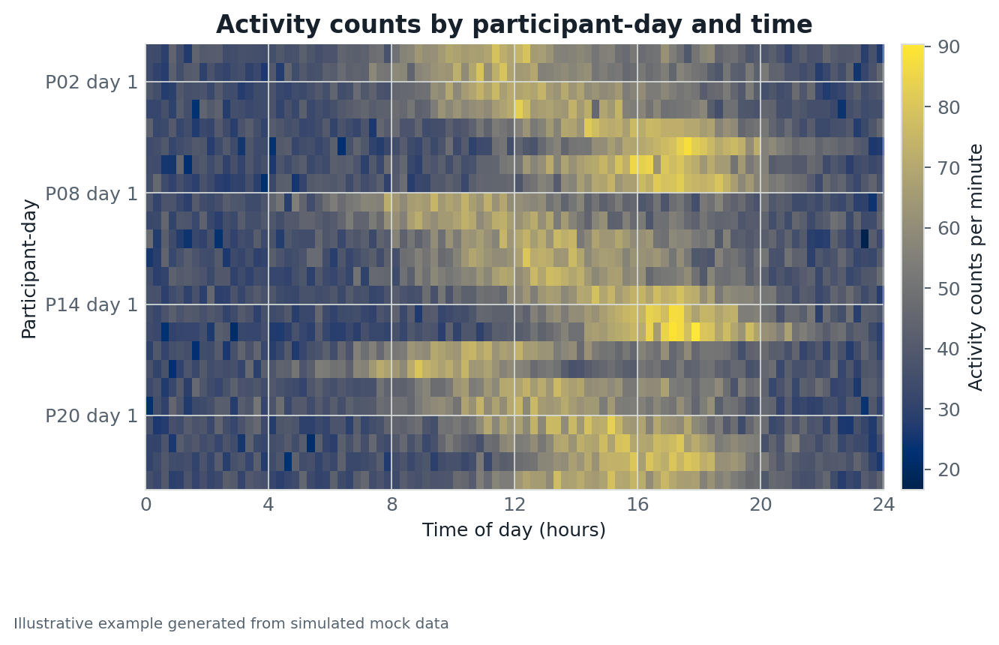 Activity counts by participant-day and time
Participant-day
P02 day 1
P08 day 1
P14 day 1
P20 day 1
0 4 8 12 16 20 24
Time of day (hours)
90
80
70
60
50
40
30
20
Activity counts per minute
Illustrative example generated from simulated mock data